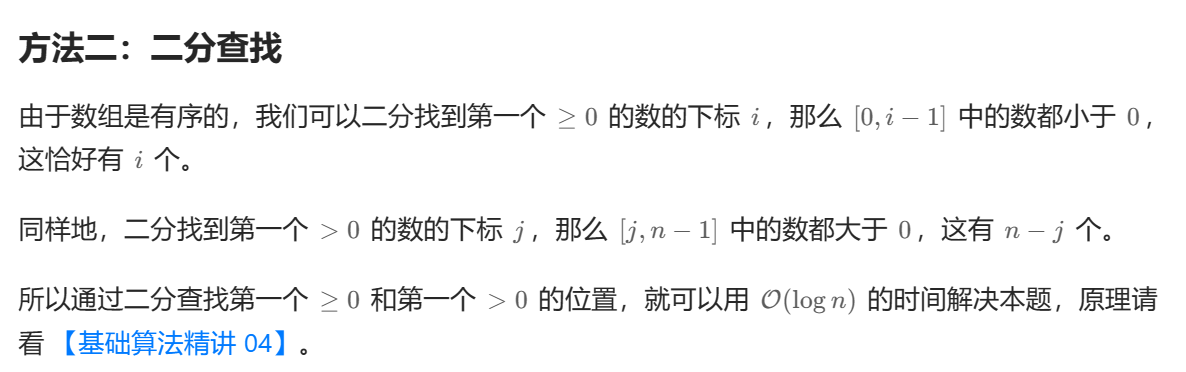 方法二：二分查找
由于数组是有序的，我们可以二分找到第一个 ≥ 0 的数的下标 i，那么 [0, i − 1] 中的数都小于 0，
这恰好有 i 个。
同样地，二分找到第一个 > 0 的数的下标 j，那么 [j, n − 1] 中的数都大于 0，这有 n − j 个。
所以通过二分查找第一个 ≥ 0 和第一个 > 0 的位置，就可以用 O(log n) 的时间解决本题，原理请
看【基础算法精讲 04】。